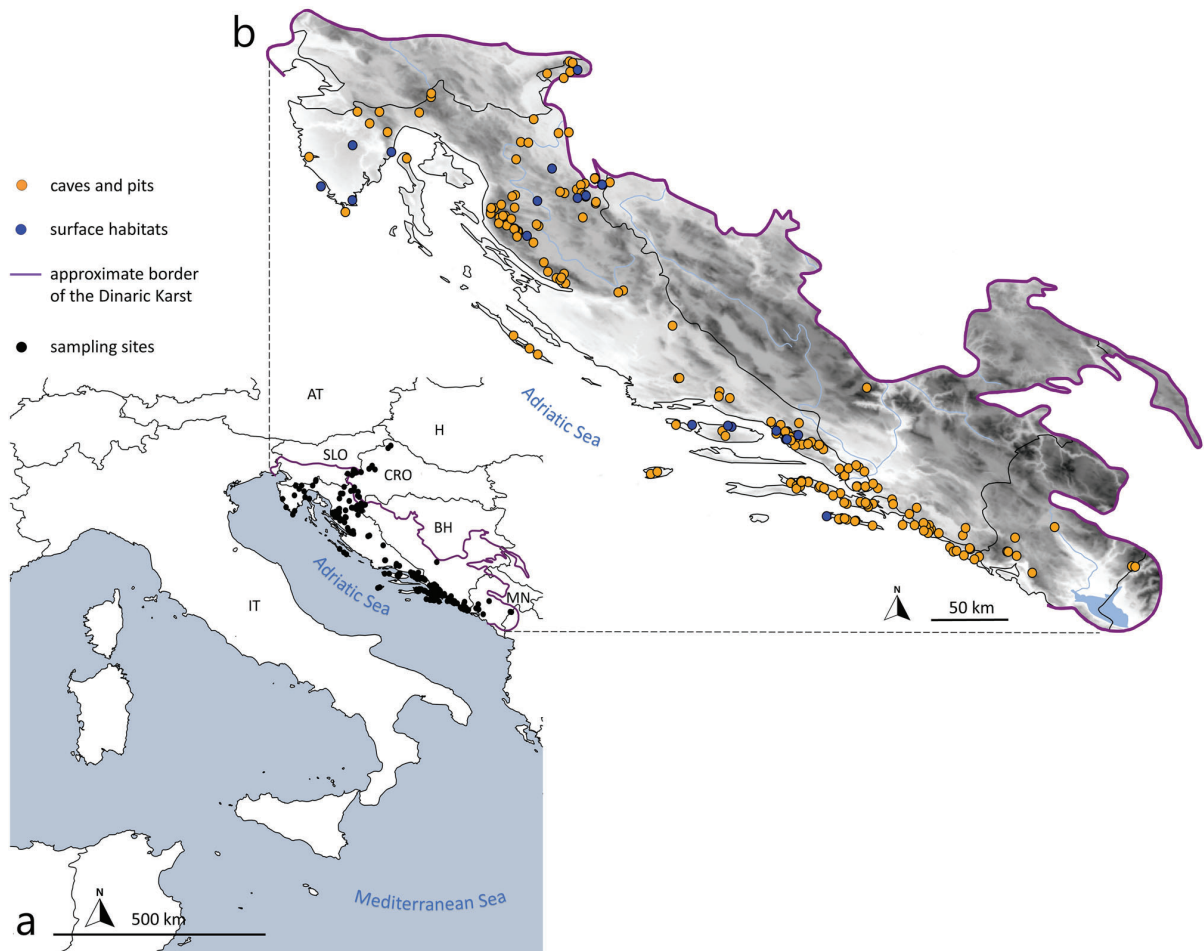 b
caves and pits
surface habitats
approximate border
of the Dinaric Karst
sampling sites
Adriatic Sea
N
50 km
AT
H
SLO
CRO
BH
Adriatic Sea
MN
IT
Mediterranean Sea
N
500 km
a